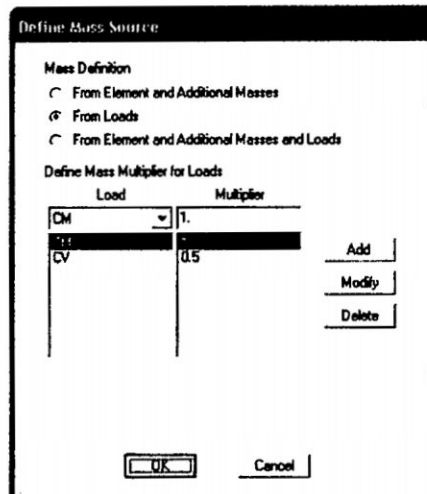 Define Mass Source
Mass Definition
From Element and Additional Masses
From Loads
From Element and Additional Masses and Loads
Define Mass Multiplier for Loads
Load Multiplier
CM 1.
CV 0.5
Add
Modify
Delete
OK Cancel